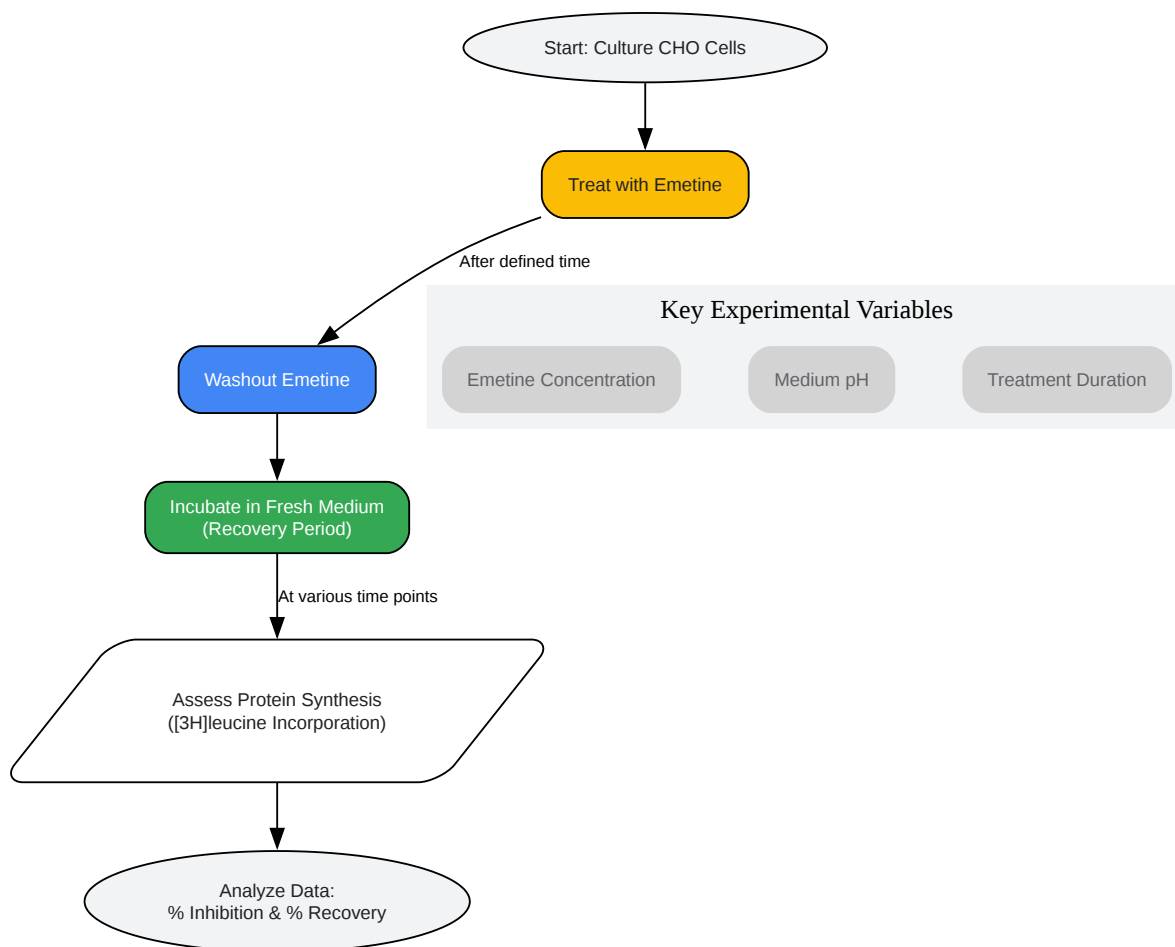 Start: Culture CHO Cells
Treat with Emetine
After defined time
Key Experimental Variables
Emetine Concentration
Medium pH
Treatment Duration
Washout Emetine
Incubate in Fresh Medium
(Recovery Period)
At various time points
Assess Protein Synthesis
([3H]leucine Incorporation)
Analyze Data:
% Inhibition & % Recovery